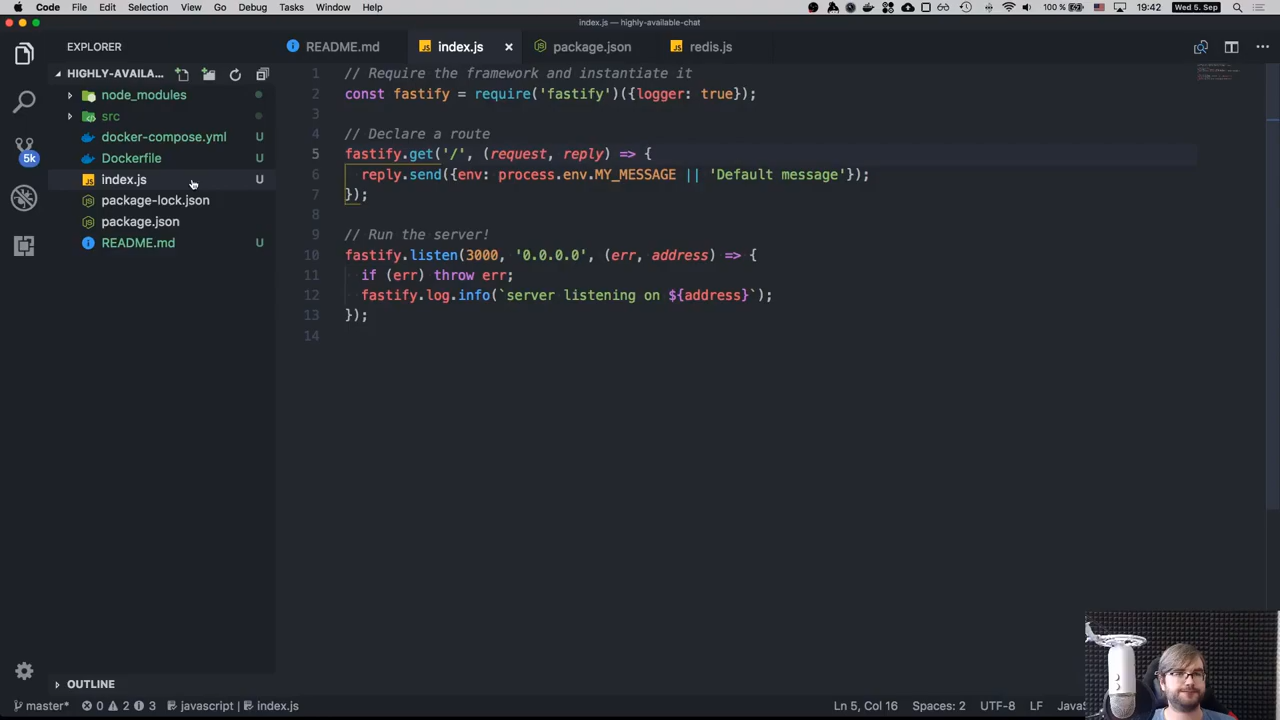 Code File Edit Selection View Go Debug Tasks Window Help 100 % 19:42 Wed 5. Sep
index.js — highly-available-chat
EXPLORER
README.md index.js × package.json redis.js
HIGHLY-AVAILA...
node_modules
src
docker-compose.yml U
Dockerfile U
index.js U
package-lock.json
package.json
README.md U
5k
1 // Require the framework and instantiate it
2 const fastify = require('fastify')({logger: true});
3
4 // Declare a route
5 fastify.get('/', (request, reply) => {
6 reply.send({env: process.env.MY_MESSAGE || 'Default message'});
7 });
8
9 // Run the server!
10 fastify.listen(3000, '0.0.0.0', (err, address) => {
11 if (err) throw err;
12 fastify.log.info(`server listening on ${address}`);
13 });
14
OUTLINE
master* 0 2 3 javascript | index.js Ln 5, Col 16 Spaces: 2 UTF-8 LF